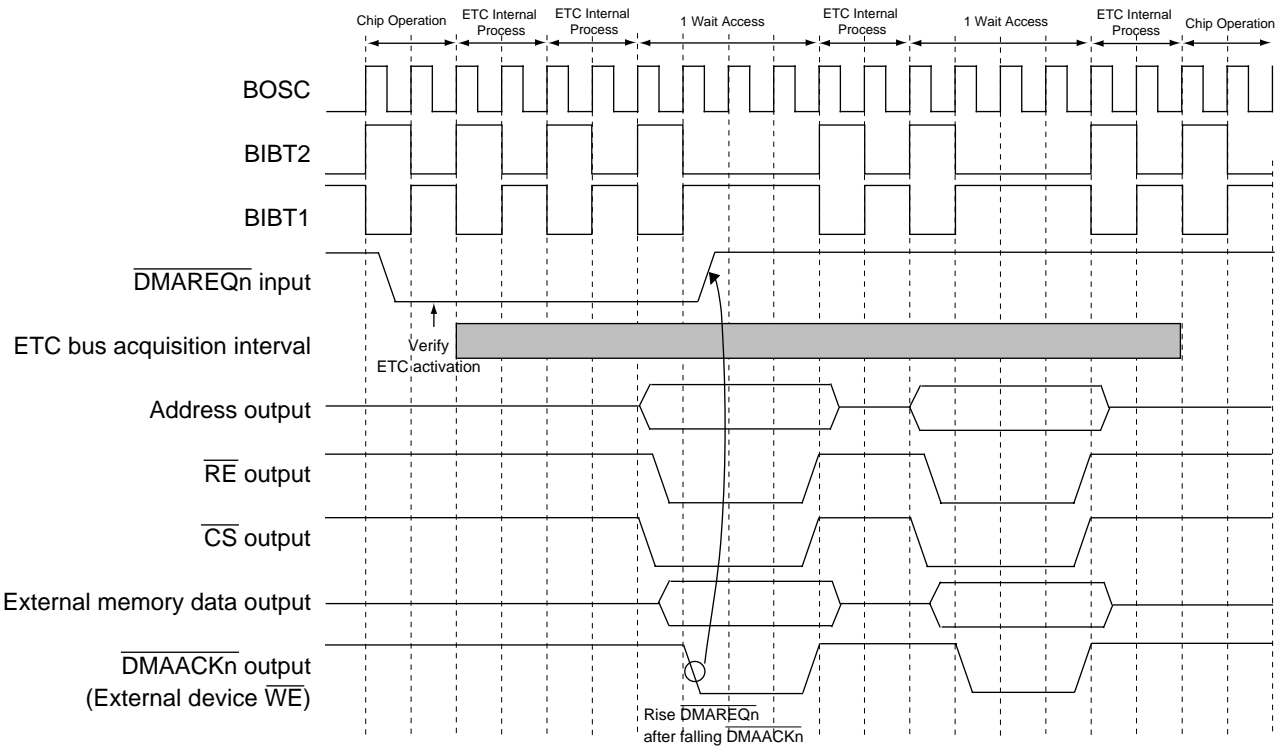 Chip Operation
ETC Internal
Process
ETC Internal
Process
1 Wait Access
ETC Internal
Process
1 Wait Access
ETC Internal
Process
Chip Operation
BOSC
BIBT2
BIBT1
DMAREQn input
Verify
ETC activation
ETC bus acquisition interval
Address output
RE output
CS output
External memory data output
DMAACKn output
(External device WE)
Rise DMAREQn
after falling DMAACKn